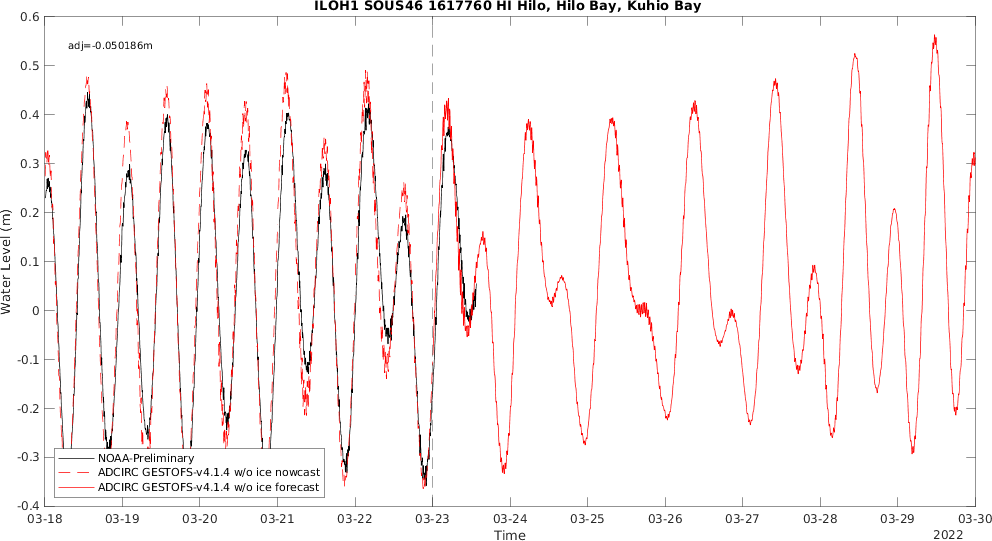 ILOH1 SOUS46 1617760 HI Hilo, Hilo Bay, Kuhio Bay
adj=-0.050186m
0.6
0.5
0.4
0.3
0.2
0.1
0
-0.1
-0.2
-0.3
-0.4
Water Level (m)
NOAA-Preliminary
ADCIRC GESTOFS-v4.1.4 w/o ice nowcast
ADCIRC GESTOFS-v4.1.4 w/o ice forecast
03-18 03-19 03-20 03-21 03-22 03-23 03-24 03-25 03-26 03-27 03-28 03-29 03-30
Time
2022